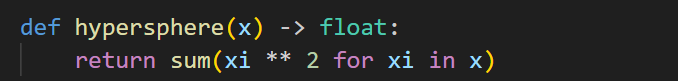 def hypersphere(x) -> float:
    return sum(xi ** 2 for xi in x)